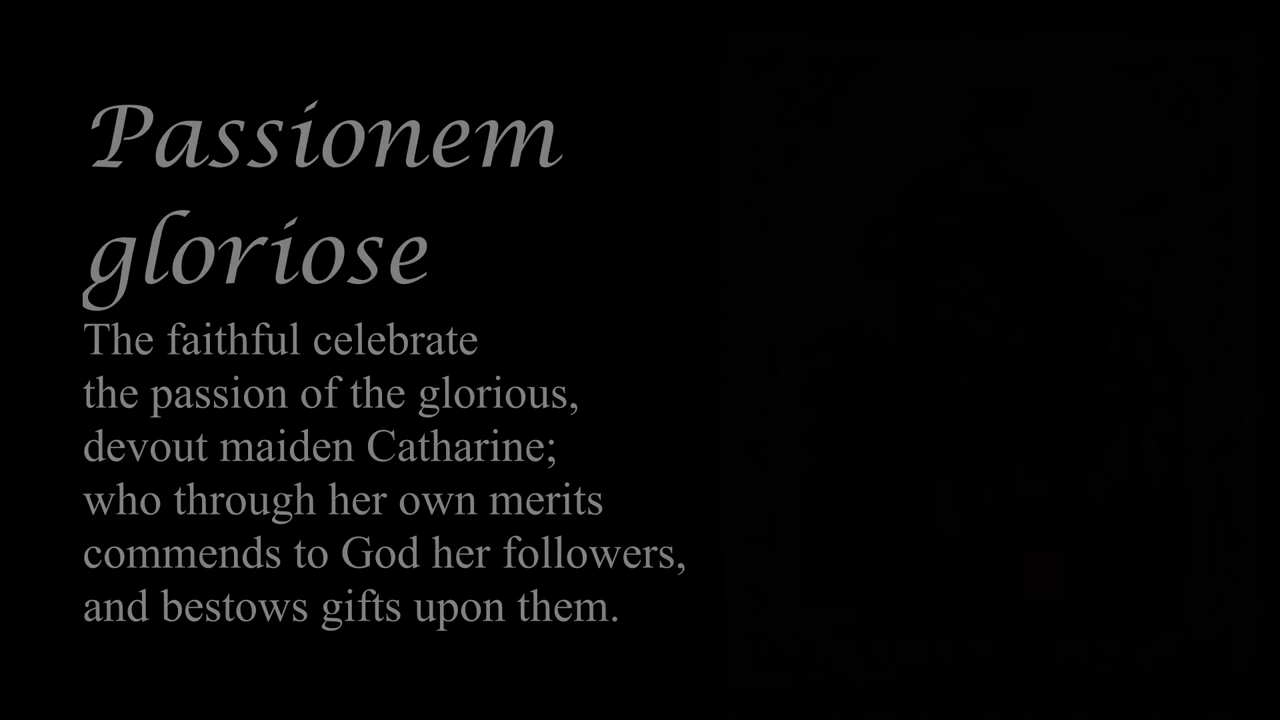 Passionem
gloriose
The faithful celebrate
the passion of the glorious,
devout maiden Catharine;
who through her own merits
commends to God her followers,
and bestows gifts upon them.